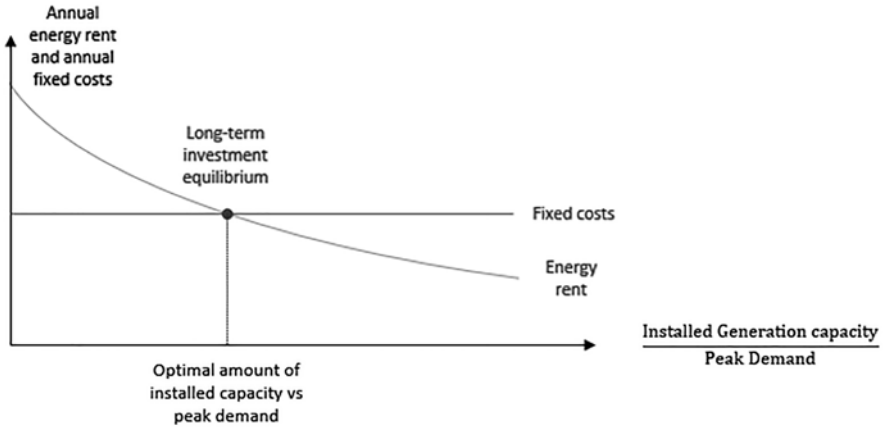 Annual
energy rent
and annual
fixed costs
Long-term
investment
equilibrium
Fixed costs
Energy
rent
Installed Generation capacity
Peak Demand
Optimal amount of
installed capacity vs
peak demand